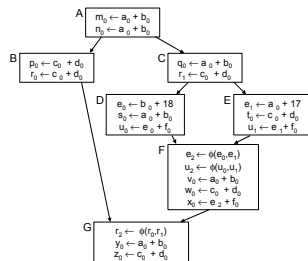 A
m₀ ← a₀ + b₀
n₀ ← a₀ + b₀
B
p₀ ← c₀ + d₀
r₀ ← c₀ + d₀
C
q₀ ← a₀ + b₀
r₁ ← c₀ + d₀
D
e₀ ← b₀ + 18
s₀ ← a₀ + b₀
u₀ ← e₀ + f₀
E
e₁ ← a₀ + 17
t₀ ← c₀ + d₀
u₁ ← e₁ + f₀
F
e₂ ← ϕ(e₀,e₁)
u₂ ← ϕ(u₀,u₁)
v₀ ← a₀ + b₀
w₀ ← c₀ + d₀
x₀ ← e₂ + f₀
G
r₂ ← ϕ(r₀,r₁)
y₀ ← a₀ + b₀
z₀ ← c₀ + d₀